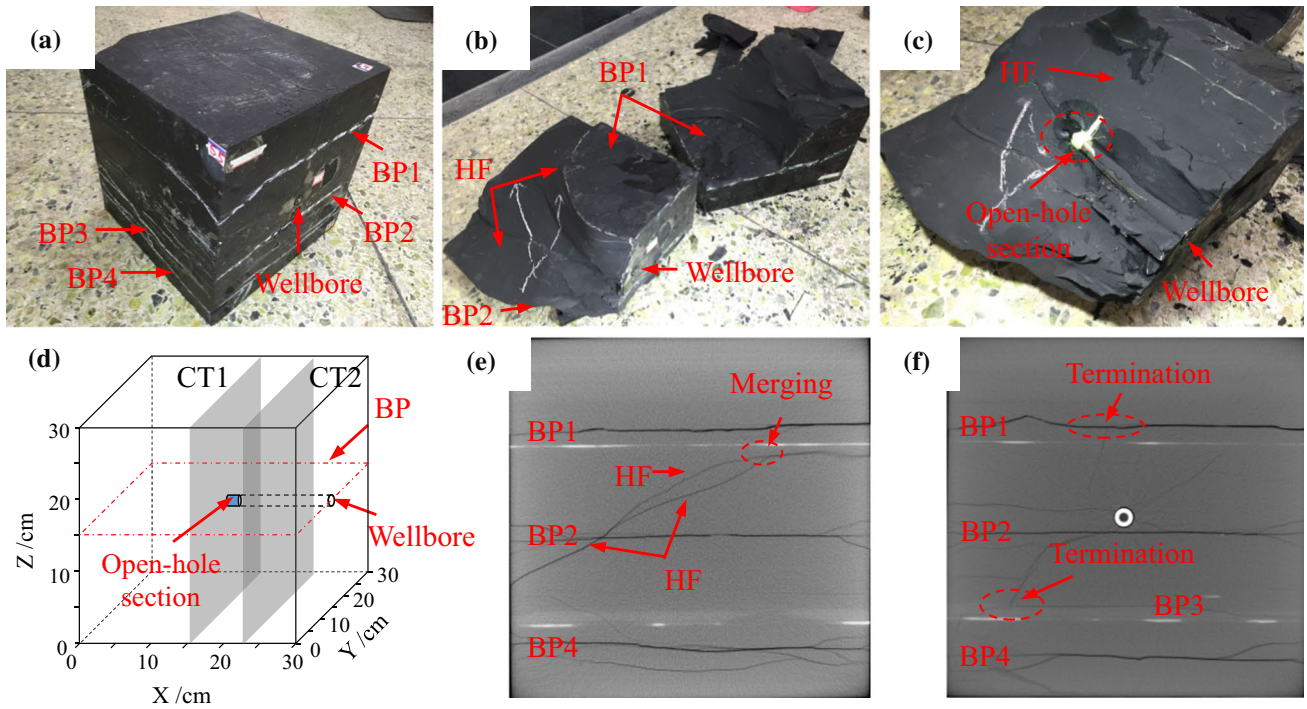 (a)
BP1
BP3
BP2
BP4
Wellbore
(b)
BP1
HF
Wellbore
BP2
(c)
HF
Open-hole
section
Wellbore
(d)
CT1
CT2
BP
30
20
10
0
Z /cm
Open-hole
section
Wellbore
30
20
10
0
Y /cm
0
10
20
30
X /cm
(e)
Merging
BP1
HF
BP2
HF
BP4
(f)
Termination
BP1
BP2
Termination
BP3
BP4